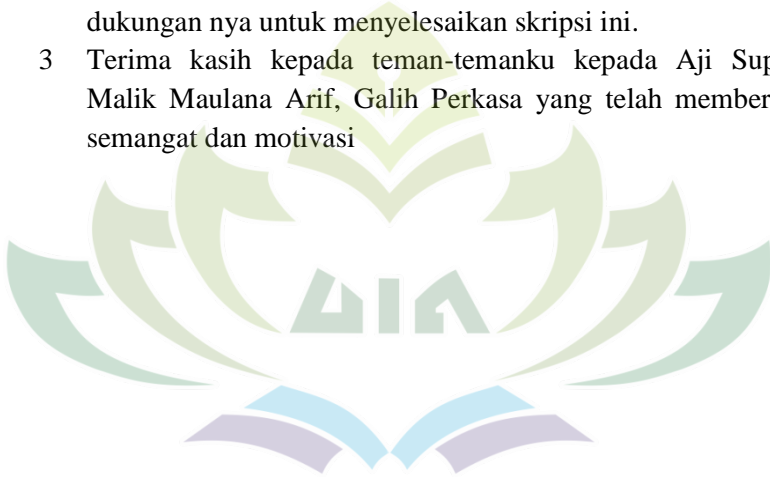 dukungan nya untuk menyelesaikan skripsi ini.
3 Terima kasih kepada teman-temanku kepada Aji
Malik Maulana Arif, Galih Perkasa yang telah
semangat dan motivasi
UIN